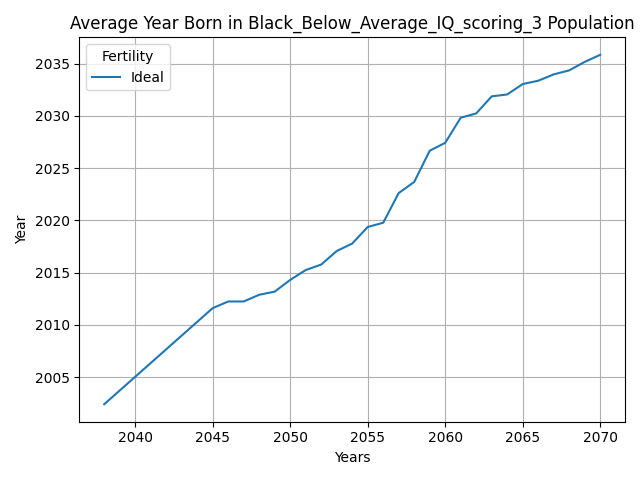 Average Year Born in Black_Below_Average_IQ_scoring_3 Population
Fertility
Ideal
Year
2035
2030
2025
2020
2015
2010
2005
2040 2045 2050 2055 2060 2065 2070
Years